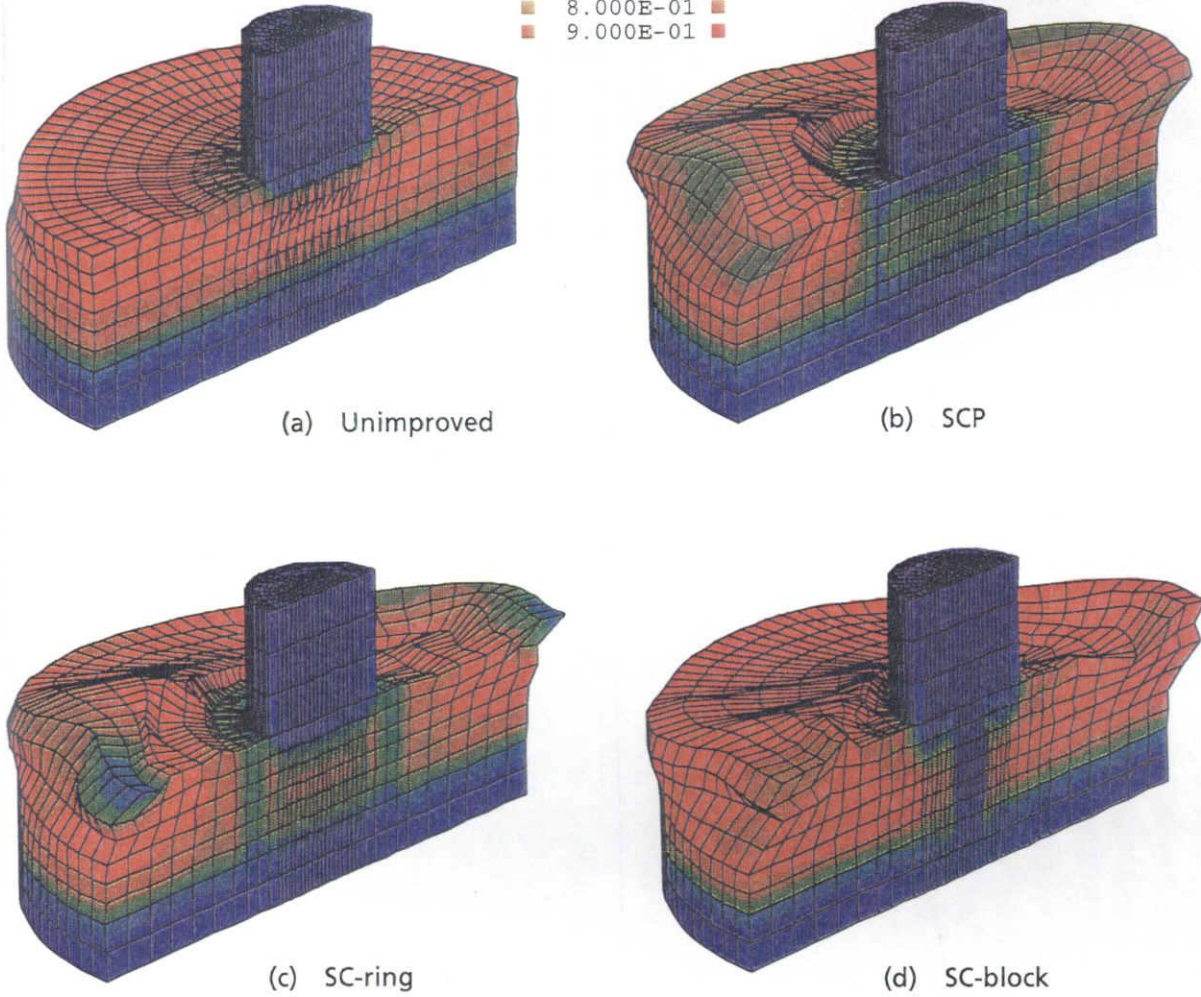 8.000E-01
9.000E-01
(a) Unimproved
(b) SCP
(c) SC-ring
(d) SC-block